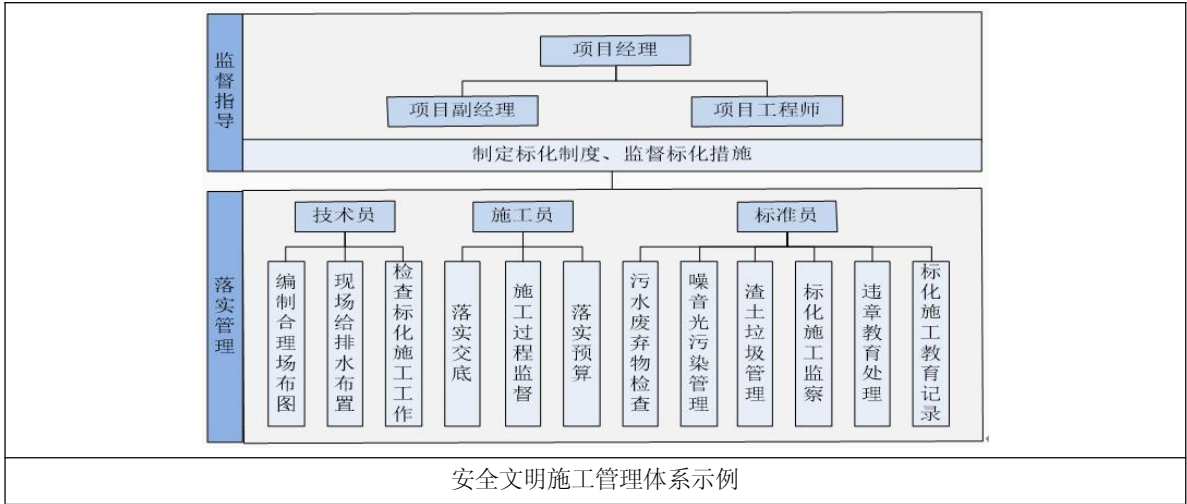 监督指导
项目经理
项目副经理
项目工程师
制定标化制度、监督标化措施
落实管理
技术员
施工员
标准员
编制合理场布图
现场给排水布置
检查标化施工工作
落实交底
施工过程监督
落实预算
污水废弃物检查
噪音光污染管理
渣土垃圾管理
标化施工监察
违章教育处理
标化施工教育记录
安全文明施工管理体系示例